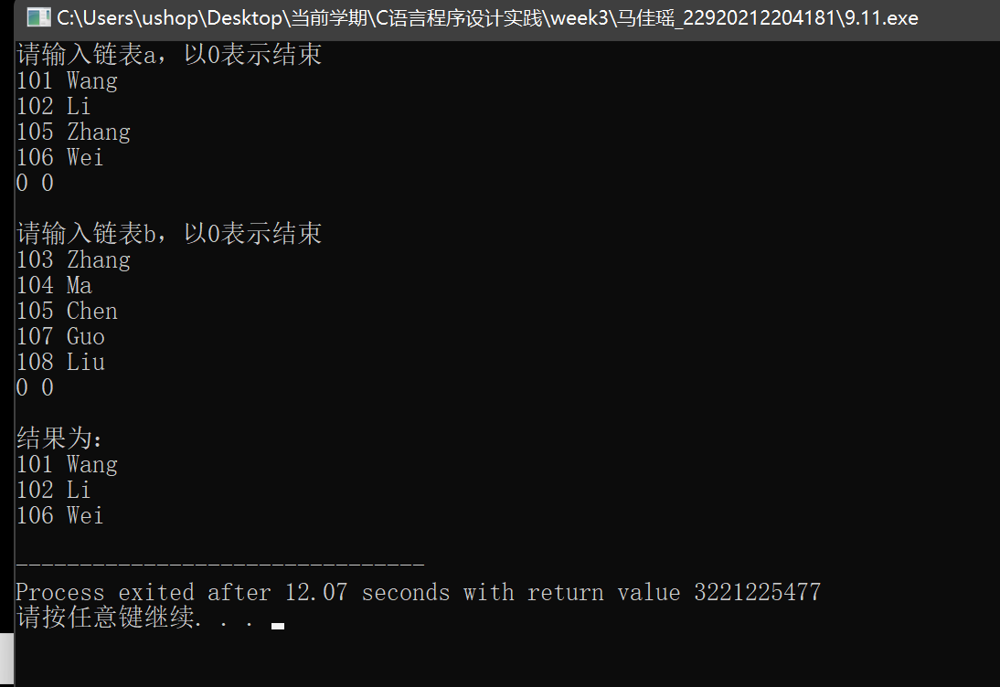 C:\Users\ushop\Desktop\当前学期\C语言程序设计实践\week3\马佳瑶_22920212204181\9.11.exe
请输入链表a，以0表示结束
101 Wang
102 Li
105 Zhang
106 Wei
0 0
请输入链表b，以0表示结束
103 Zhang
104 Ma
105 Chen
107 Guo
108 Liu
0 0
结果为:
101 Wang
102 Li
106 Wei
--------------------------------
Process exited after 12.07 seconds with return value 3221225477
请按任意键继续. . .